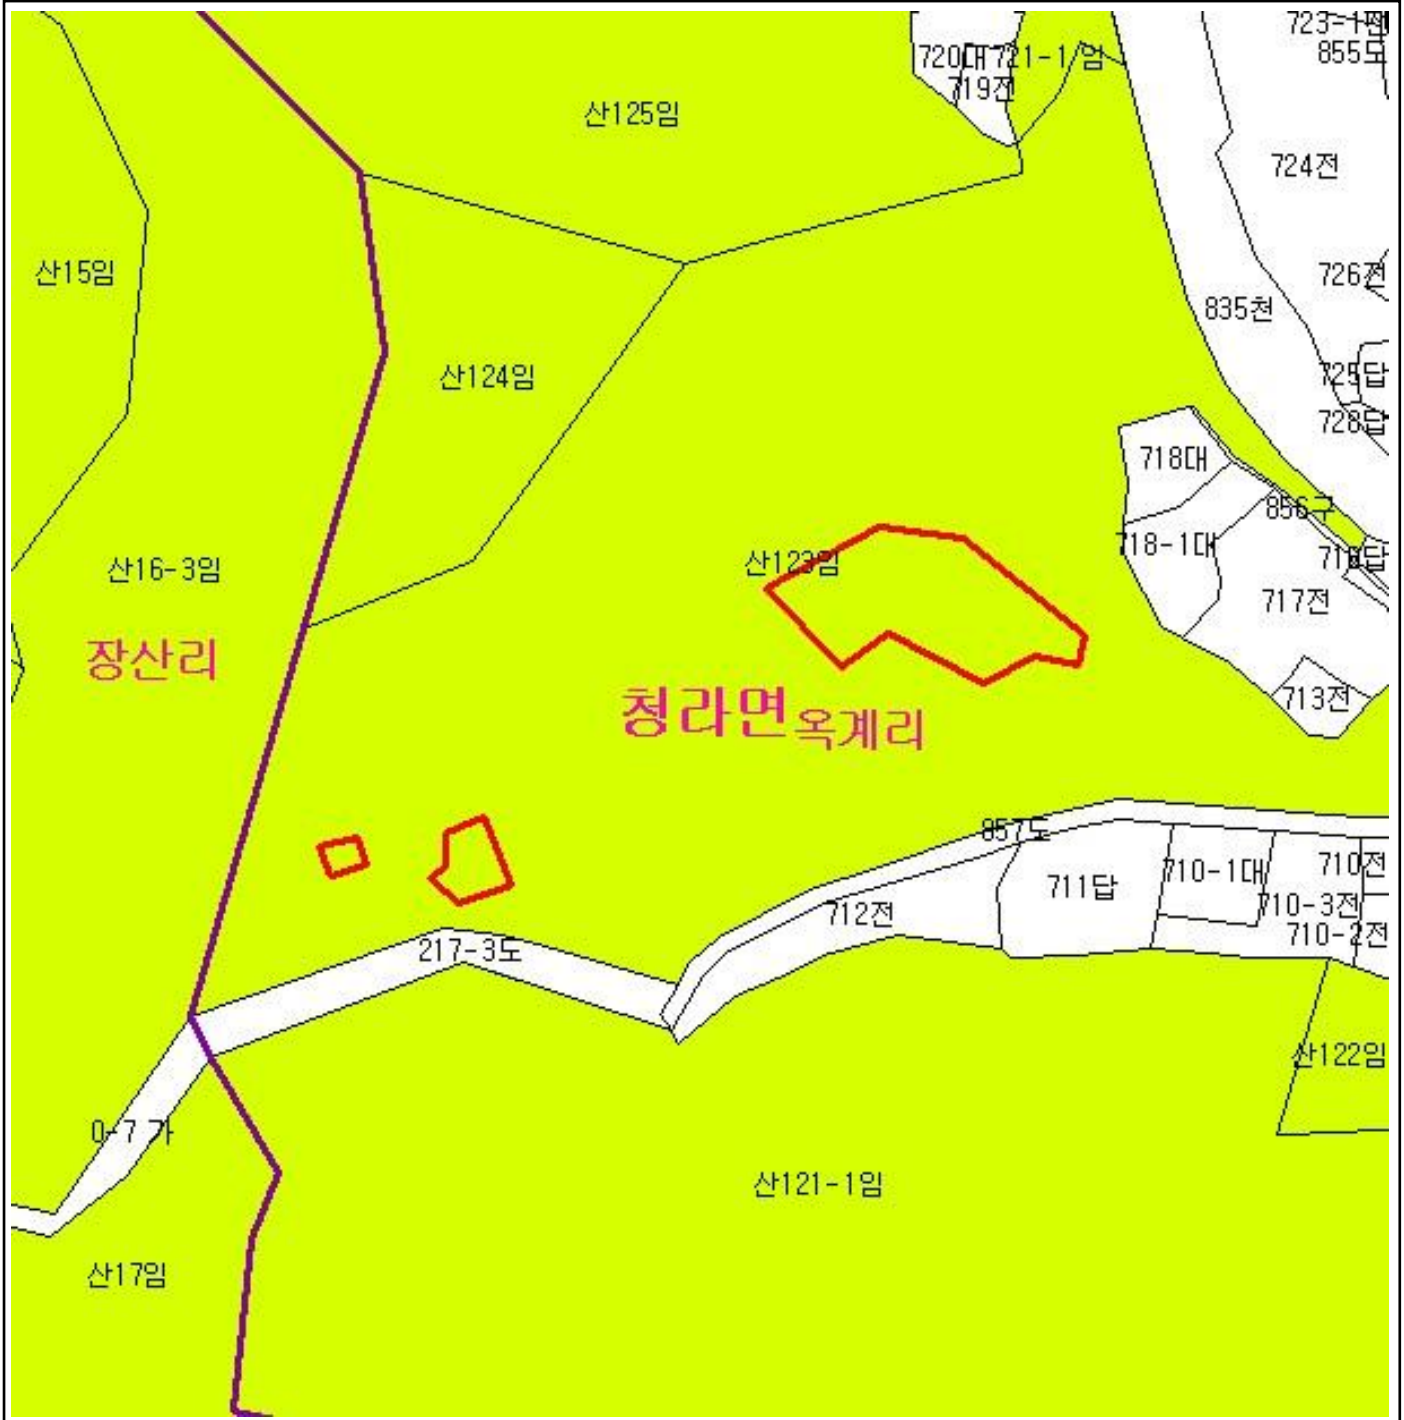 723-1전
855도
720대
721-1임
719전
산125임
724전
산15임
726전
835천
산124임
725답
728답
718대
856구
718-1대
산123임
산16-3임
717전
장산리
713전
청라면
옥계리
857도
710전
710-1대
711답
710-3전
712전
710-2전
217-3도
산122임
0-7 가
산121-1임
산17임